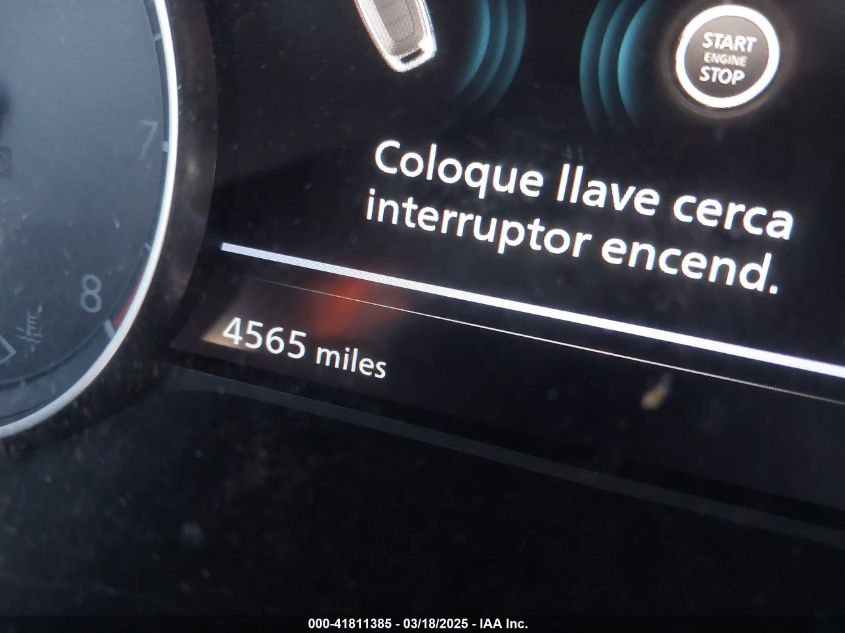 START
ENGINE
STOP
Coloque llave cerca
interruptor encend.
7
8
4565 miles
000-41811385 - 03/18/2025 - IAA Inc.